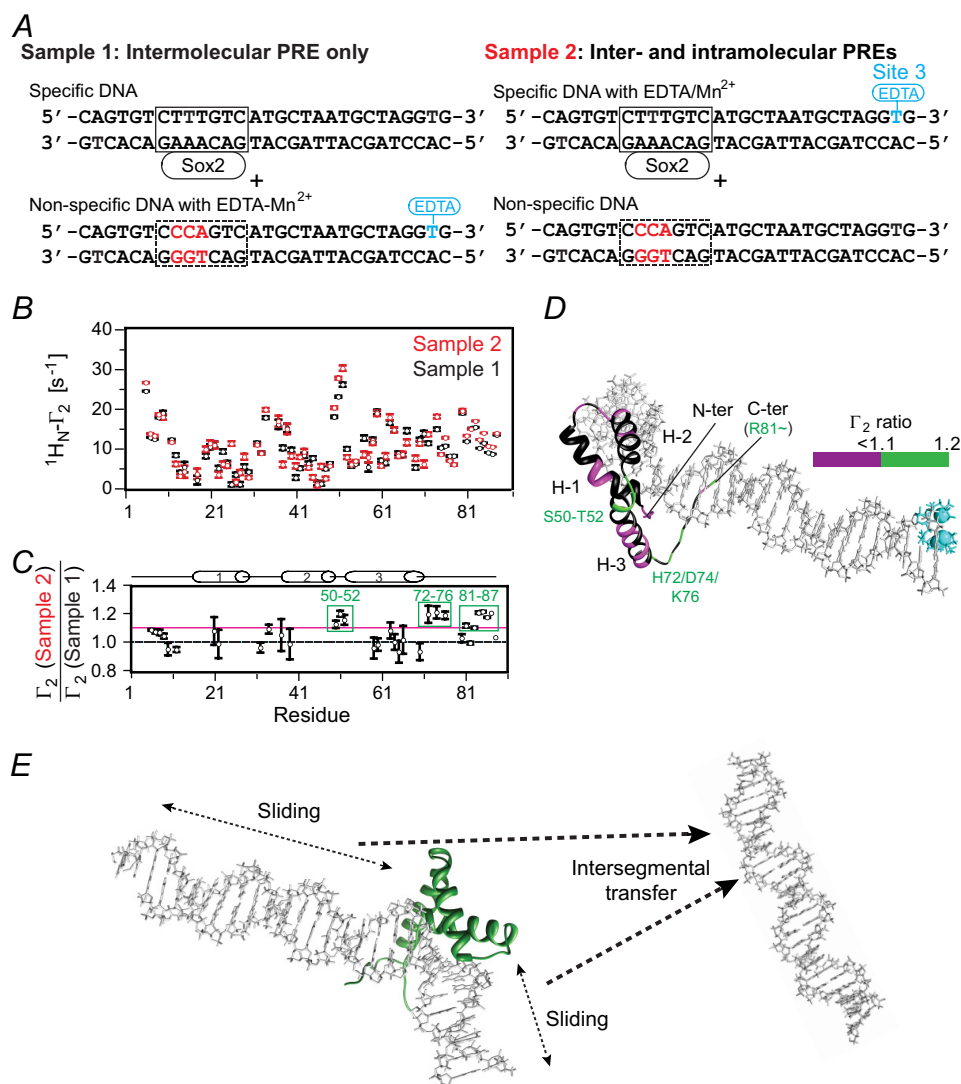 A
Sample 1: Intermolecular PRE only
Specific DNA
5′-CAGTGTCTTTGTCATGCTAATGCTAGGTG-3′
3′-GTCACAGAAACAGTACGATTACGATCCAC-5′
Sox2
+
Non-specific DNA with EDTA-Mn2+
EDTA
5′-CAGTGTCCCAGTCATGCTAATGCTAGGTG-3′
3′-GTCACAGGGTCAGTACGATTACGATCCAC-5′
Sample 2: Inter- and intramolecular PREs
Site 3
Specific DNA with EDTA/Mn2+
EDTA
5′-CAGTGTCTTTGTCATGCTAATGCTAGGTG-3′
3′-GTCACAGAAACAGTACGATTACGATCCAC-5′
Sox2
+
Non-specific DNA
5′-CAGTGTCCCAGTCATGCTAATGCTAGGTG-3′
3′-GTCACAGGGTCAGTACGATTACGATCCAC-5′
B
40
30
20
10
0
1HN-Γ2 [s-1]
Sample 2
Sample 1
1 21 41 61 81
C
1 2 3
50-52 72-76 81-87
1.4
1.2
1.0
0.8
Γ2 (Sample 2)
Γ2 (Sample 1)
1 21 41 61 81
Residue
D
N-ter
C-ter
(R81~)
H-2
H-1
S50-T52
H-3
H72/D74/
K76
Γ2 ratio
<1.1 1.2
E
Sliding
Intersegmental
transfer
Sliding